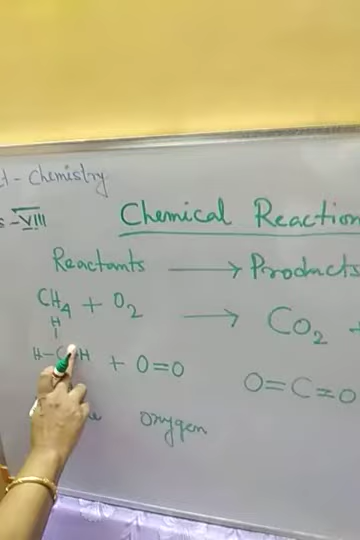 Chemistry
VIII
Chemical Reaction
Reactants → Products
CH4 + O2 → CO2 +
H
H-C H + O=O
O=C=O
oxygen